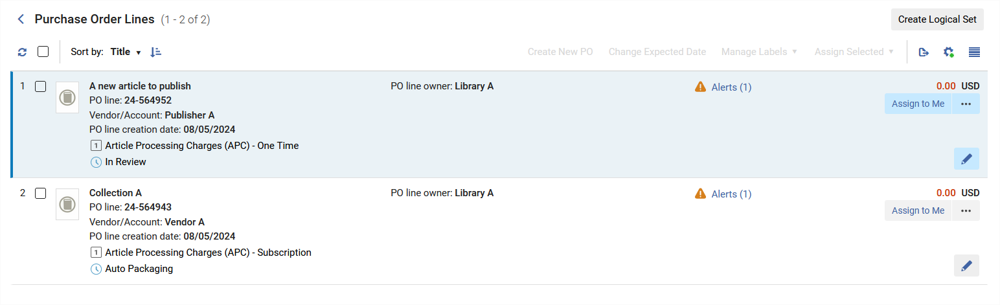 Purchase Order Lines (1 - 2 of 2)
Create Logical Set
Sort by: Title
Create New PO Change Expected Date Manage Labels Assign Selected
1 A new article to publish PO line owner: Library A Alerts (1) 0.00 USD
PO line: 24-564952
Assign to Me
Vendor/Account: Publisher A
PO line creation date: 08/05/2024
1 Article Processing Charges (APC) - One Time
In Review
2 Collection A PO line owner: Library A Alerts (1) 0.00 USD
PO line: 24-564943
Assign to Me
Vendor/Account: Vendor A
PO line creation date: 08/05/2024
1 Article Processing Charges (APC) - Subscription
Auto Packaging